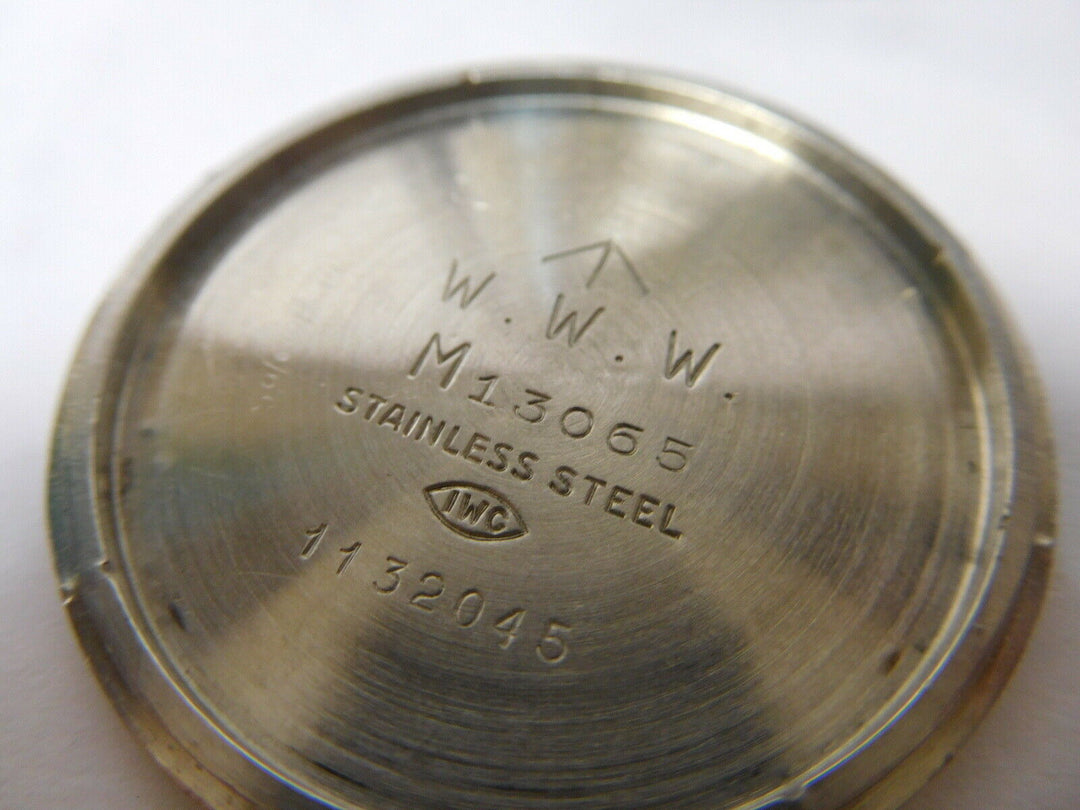 W. W. W.
M13065
STAINLESS STEEL
IWC
1132045